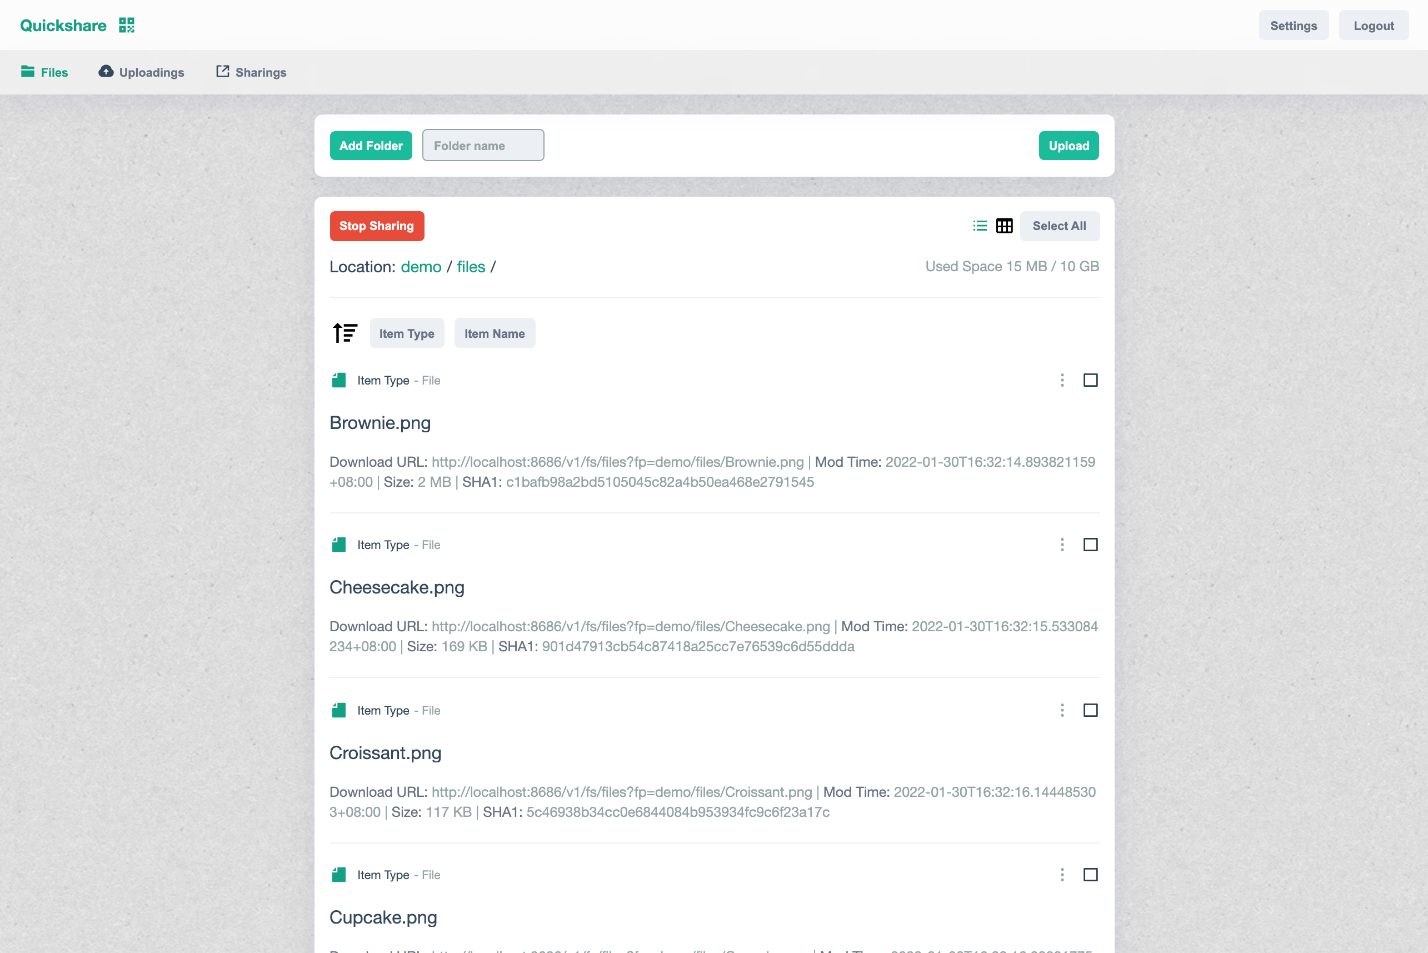 Quickshare
Settings
Logout
Files
Uploadings
Sharings
Add Folder
Folder name
Upload
Stop Sharing
Select All
Location: demo / files /
Used Space 15 MB / 10 GB
Item Type
Item Name
Item Type - File
Brownie.png
Download URL: http://localhost:8686/v1/fs/files?fp=demo/files/Brownie.png | Mod Time: 2022-01-30T16:32:14.893821159
+08:00 | Size: 2 MB | SHA1: c1bafb98a2bd5105045c82a4b50ea468e2791545
Item Type - File
Cheesecake.png
Download URL: http://localhost:8686/v1/fs/files?fp=demo/files/Cheesecake.png | Mod Time: 2022-01-30T16:32:15.533084
234+08:00 | Size: 169 KB | SHA1: 901d47913cb54c87418a25cc7e76539c6d55ddda
Item Type - File
Croissant.png
Download URL: http://localhost:8686/v1/fs/files?fp=demo/files/Croissant.png | Mod Time: 2022-01-30T16:32:16.14448530
3+08:00 | Size: 117 KB | SHA1: 5c46938b34cc0e6844084b953934fc9c6f23a17c
Item Type - File
Cupcake.png